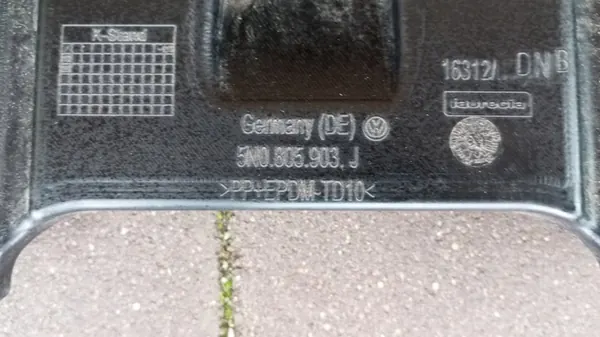 K-Stand
16312/.. DNB
faurecia
Germany (DE)
5N0.805.903. J
>PP+EPDM-TD10<